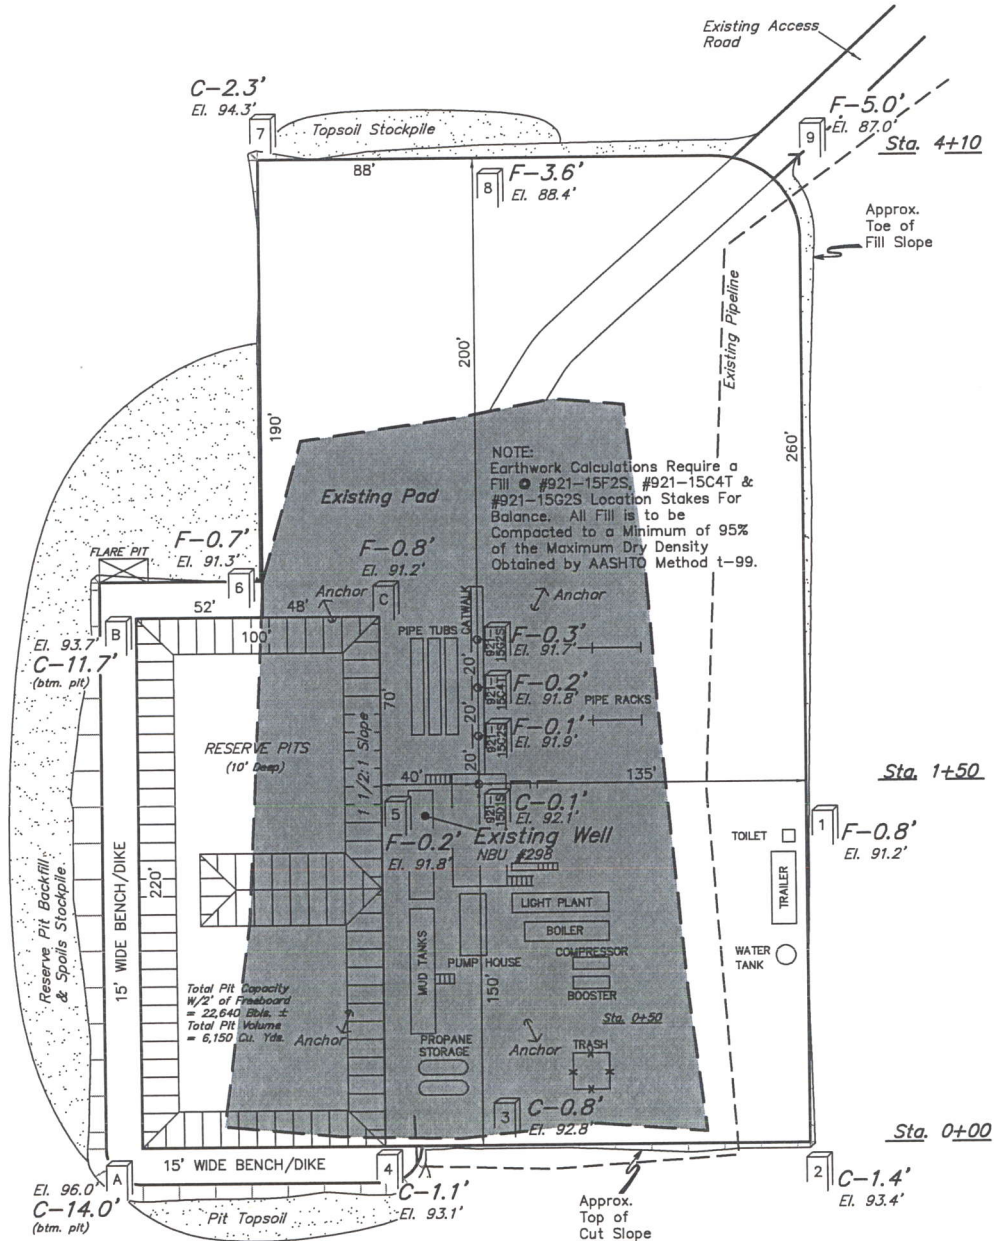 Existing Access
Road
C-2.3'
El. 94.3'
7
Topsoil Stockpile
F-5.0'
El. 87.0'
9
Sta. 4+10
88'
8
F-3.6'
El. 88.4'
Approx.
Toe of
Fill Slope
Existing Pipeline
200'
190'
260'
NOTE:
Earthwork Calculations Require a
Fill @ #921-15F2S, #921-15C4T &
#921-15G2S Location Stakes For
Balance. All Fill is to be
Compacted to a Minimum of 95%
of the Maximum Dry Density
Obtained by AASHTO Method t-99.
Existing Pad
F-0.7'
El. 91.3'
FLARE PIT
6
F-0.8'
El. 91.2'
C
Anchor
Anchor
52'
48'
100'
CATWALK
PIPE TUBS
B
El. 93.7'
C-11.7'
(btm. pit)
921-1
15G2S
F-0.3'
El. 91.7'
20'
921-1
15C4T
F-0.2'
El. 91.8'
PIPE RACKS
70'
20'
921-1
15C2S
F-0.1'
El. 91.9'
20'
RESERVE PITS
(10' Deep)
1 1/2:1 Slope
40'
135'
Sta. 1+50
921-1
15D1S
C-0.1'
El. 92.1'
5
F-0.2'
El. 91.8'
Existing Well
NBU #298
1
F-0.8'
El. 91.2'
TOILET
TRAILER
WATER
TANK
220'
15' WIDE BENCH/DIKE
Reserve Pit Backfill
& Spoils Stockpile.
LIGHT PLANT
BOILER
COMPRESSOR
BOOSTER
MUD TANKS
PUMP HOUSE
150'
Total Pit Capacity
W/2' of Freeboard
= 22,640 Bbls. ±
Total Pit Volume
= 6,150 Cu. Yds.
Anchor
Sta. 0+50
Anchor
PROPANE
STORAGE
TRASH
3
C-0.8'
El. 92.8'
Sta. 0+00
15' WIDE BENCH/DIKE
El. 96.0'
A
C-14.0'
(btm. pit)
4
C-1.1'
El. 93.1'
2
C-1.4'
El. 93.4'
Pit Topsoil
Approx.
Top of
Cut Slope